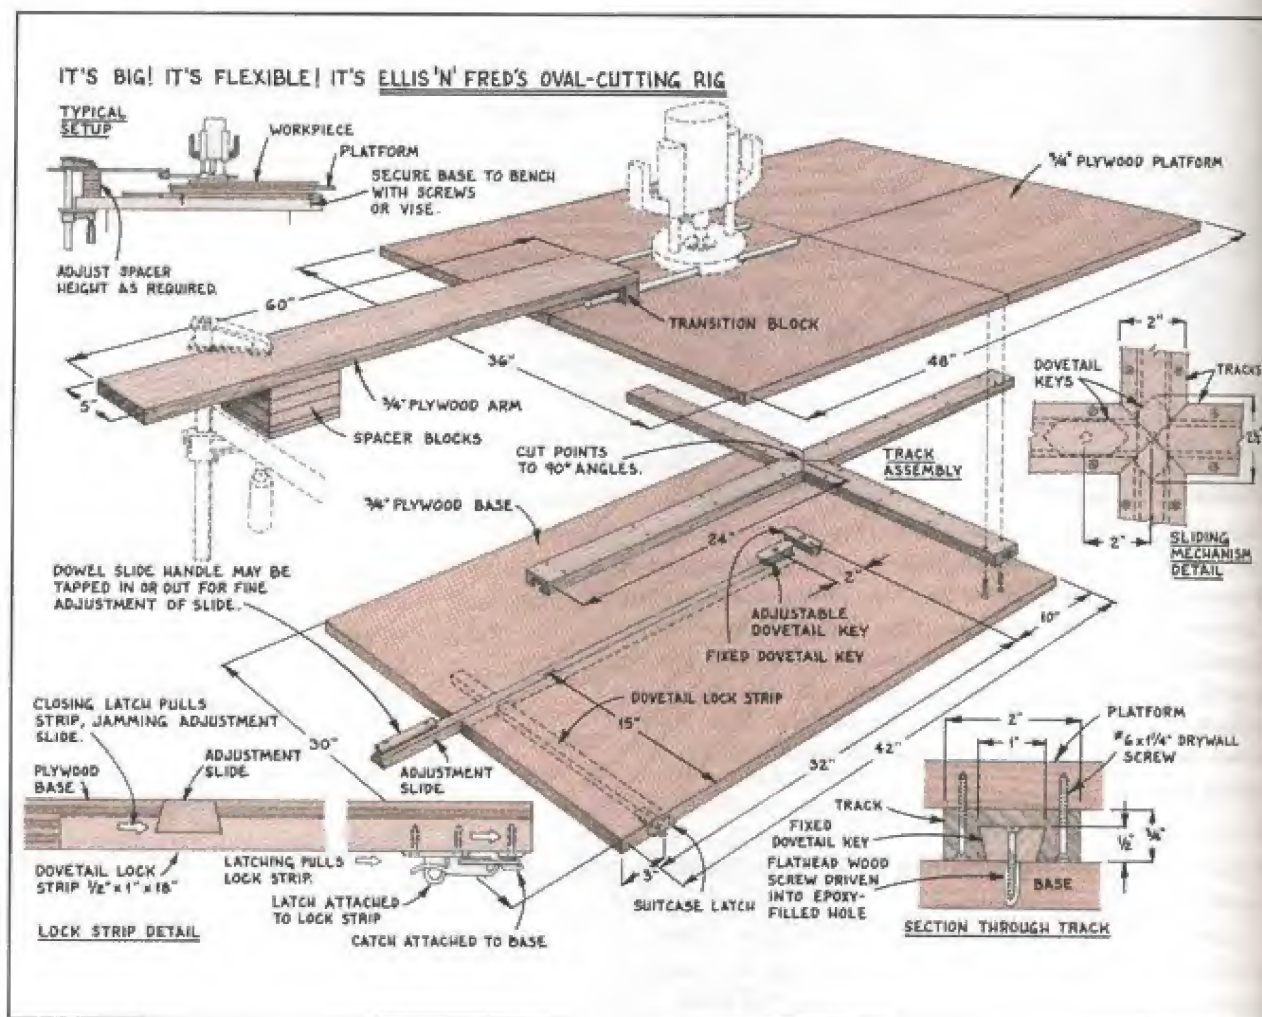 IT'S BIG! IT'S FLEXIBLE! IT'S ELLIS 'N' FRED'S OVAL-CUTTING RIG
TYPICAL
SETUP
WORKPIECE
PLATFORM
SECURE BASE TO BENCH
WITH SCREWS
OR VISE.
ADJUST SPACER
HEIGHT AS REQUIRED.
3/4" PLYWOOD PLATFORM
60"
TRANSITION BLOCK
36"
48"
5"
3/4" PLYWOOD ARM
SPACER BLOCKS
CUT POINTS
TO 90° ANGLES.
TRACK
ASSEMBLY
2"
DOVETAIL
KEYS
TRACKS
2"
SLIDING
MECHANISM
DETAIL
3/4" PLYWOOD BASE
24"
2"
DOWEL SLIDE HANDLE MAY BE
TAPPED IN OR OUT FOR FINE
ADJUSTMENT OF SLIDE.
ADJUSTABLE
DOVETAIL KEY
FIXED DOVETAIL KEY
10"
DOVETAIL LOCK STRIP
15"
30"
32"
42"
3"
CLOSING LATCH PULLS
STRIP, JAMMING ADJUSTMENT
SLIDE.
ADJUSTMENT
SLIDE
PLYWOOD
BASE
ADJUSTMENT
SLIDE
DOVETAIL LOCK
STRIP 1/2" x 1" x 18"
LATCHING PULLS
LOCK STRIP.
LATCH ATTACHED
TO LOCK STRIP
CATCH ATTACHED TO BASE
SUITCASE LATCH
LOCK STRIP DETAIL
2"
1"
PLATFORM
#6 x 1 1/4" DRYWALL
SCREW
TRACK
FIXED
DOVETAIL KEY
1/2"
3/4"
FLATHEAD WOOD
SCREW DRIVEN
INTO EPOXY-
FILLED HOLE
BASE
SECTION THROUGH TRACK